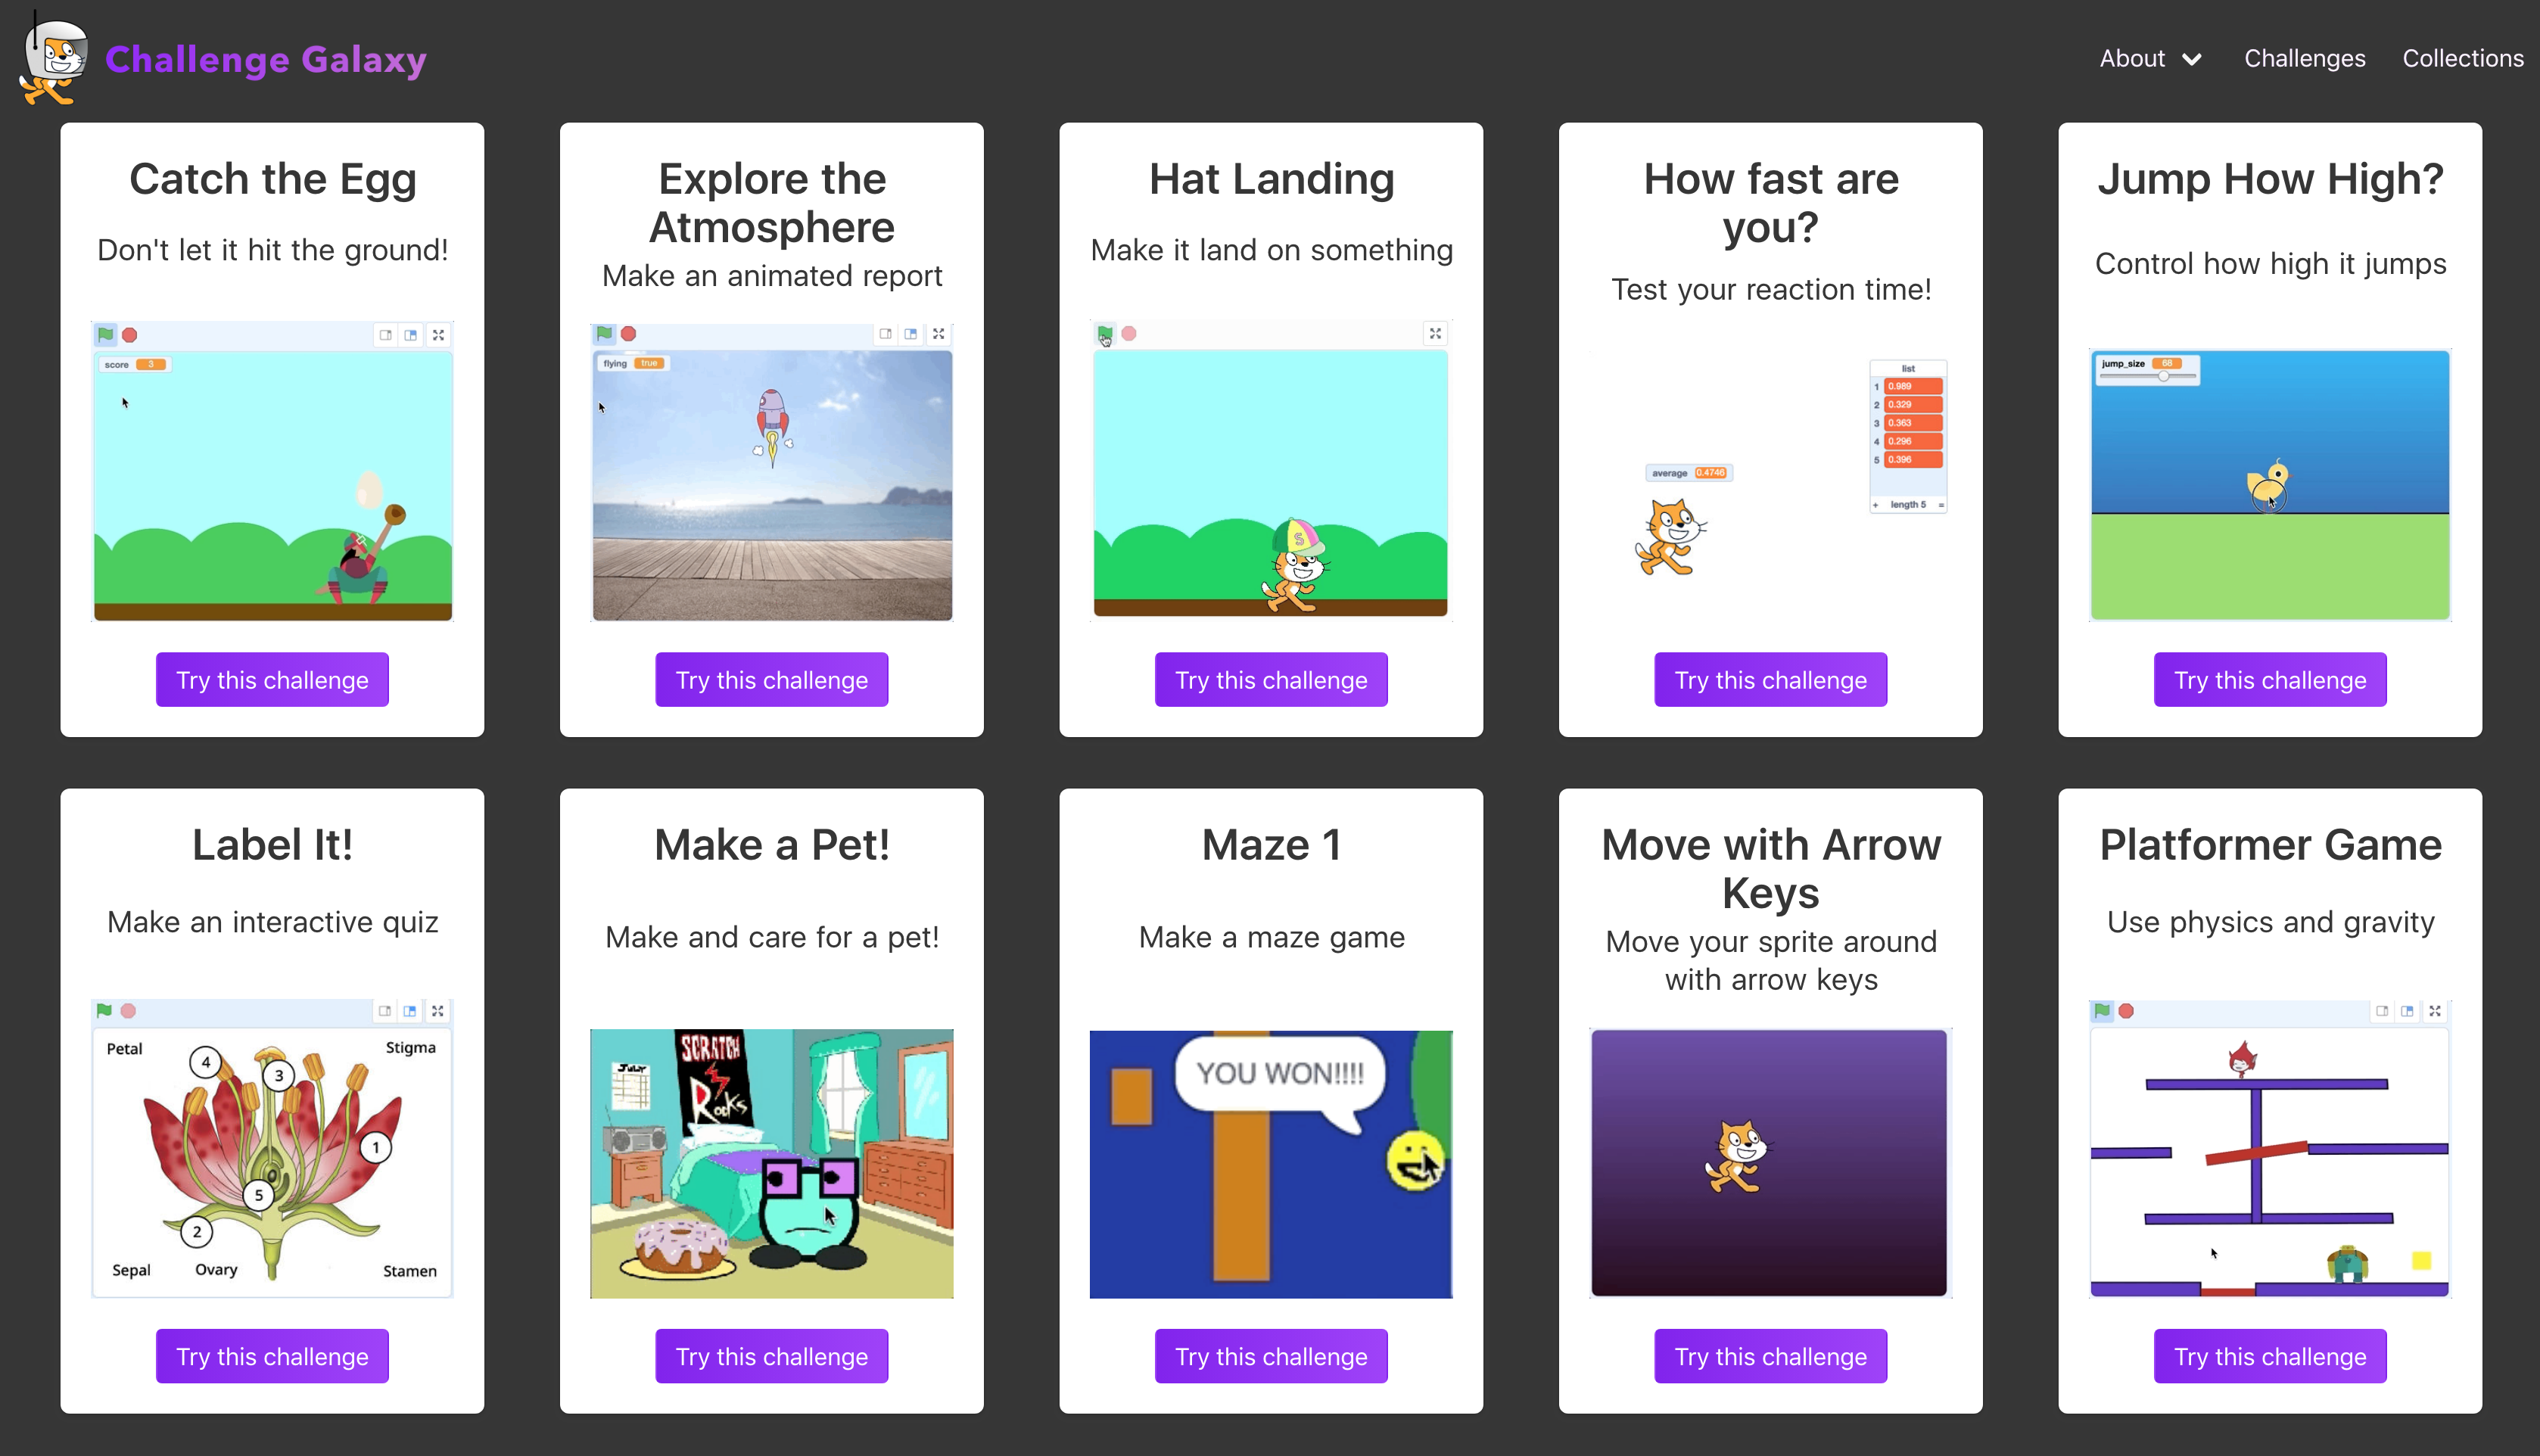 Challenge Galaxy
About
Challenges
Collections
Catch the Egg
Don't let it hit the ground!
score 3
Try this challenge
Explore the
Atmosphere
Make an animated report
flying true
Try this challenge
Hat Landing
Make it land on something
S
Try this challenge
How fast are
you?
Test your reaction time!
list
1 0.989
2 0.329
3 0.363
4 0.296
5 0.396
+ length 5 =
average 0.4746
Try this challenge
Jump How High?
Control how high it jumps
jump_size 68
Try this challenge
Label It!
Make an interactive quiz
Petal
Stigma
4
3
1
5
2
Sepal
Ovary
Stamen
Try this challenge
Make a Pet!
Make and care for a pet!
JULY
SCRATCH
Rocks
Try this challenge
Maze 1
Make a maze game
YOU WON!!!!
Try this challenge
Move with Arrow
Keys
Move your sprite around
with arrow keys
Try this challenge
Platformer Game
Use physics and gravity
Try this challenge